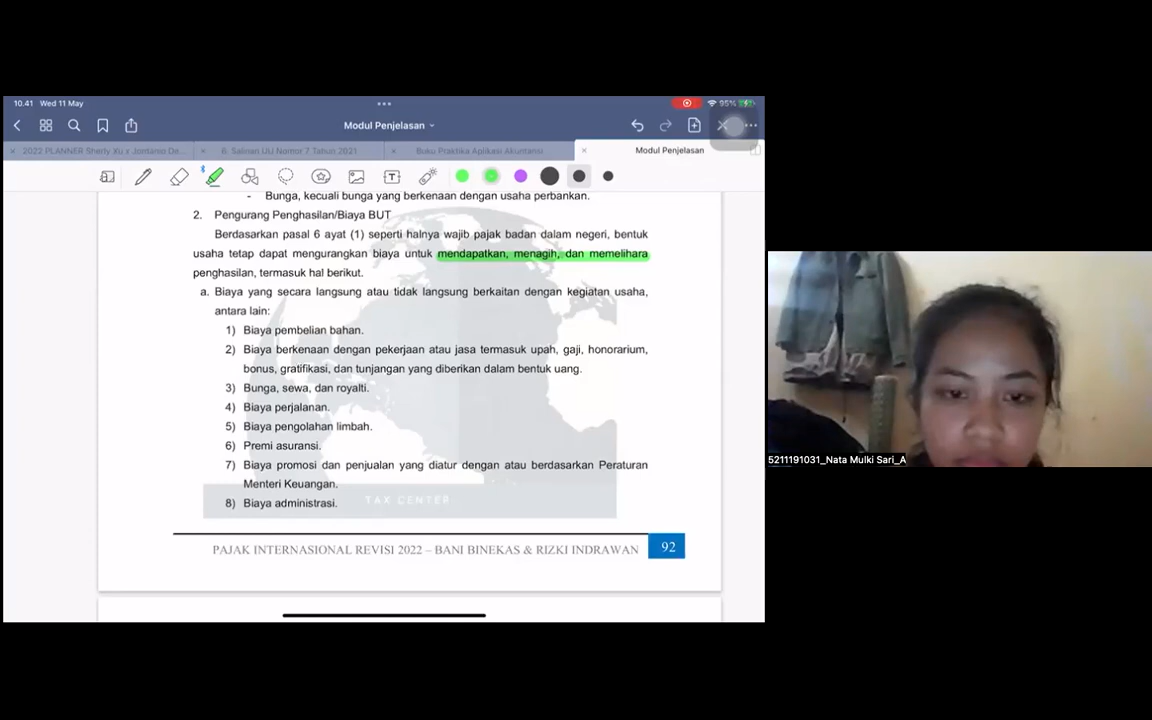 10.41 Wed 11 May
95%
Modul Penjelasan
2022 PLANNER Sherly Xu x Jontanio De...
6. Salinan UU Nomor 7 Tahun 2021
Buku Praktika Aplikasi Akuntansi
Modul Penjelasan
- Bunga, kecuali bunga yang berkenaan dengan usaha perbankan.
2. Pengurang Penghasilan/Biaya BUT
Berdasarkan pasal 6 ayat (1) seperti halnya wajib pajak badan dalam negeri, bentuk
usaha tetap dapat mengurangkan biaya untuk mendapatkan, menagih, dan memelihara
penghasilan, termasuk hal berikut.
a. Biaya yang secara langsung atau tidak langsung berkaitan dengan kegiatan usaha,
antara lain:
1) Biaya pembelian bahan.
2) Biaya berkenaan dengan pekerjaan atau jasa termasuk upah, gaji, honorarium,
bonus, gratifikasi, dan tunjangan yang diberikan dalam bentuk uang.
3) Bunga, sewa, dan royalti.
4) Biaya perjalanan.
5) Biaya pengolahan limbah.
6) Premi asuransi.
7) Biaya promosi dan penjualan yang diatur dengan atau berdasarkan Peraturan
Menteri Keuangan.
8) Biaya administrasi.
TAX CENTER
PAJAK INTERNASIONAL REVISI 2022 – BANI BINEKAS & RIZKI INDRAWAN 92
5211191031_Nata Mulki Sari_A